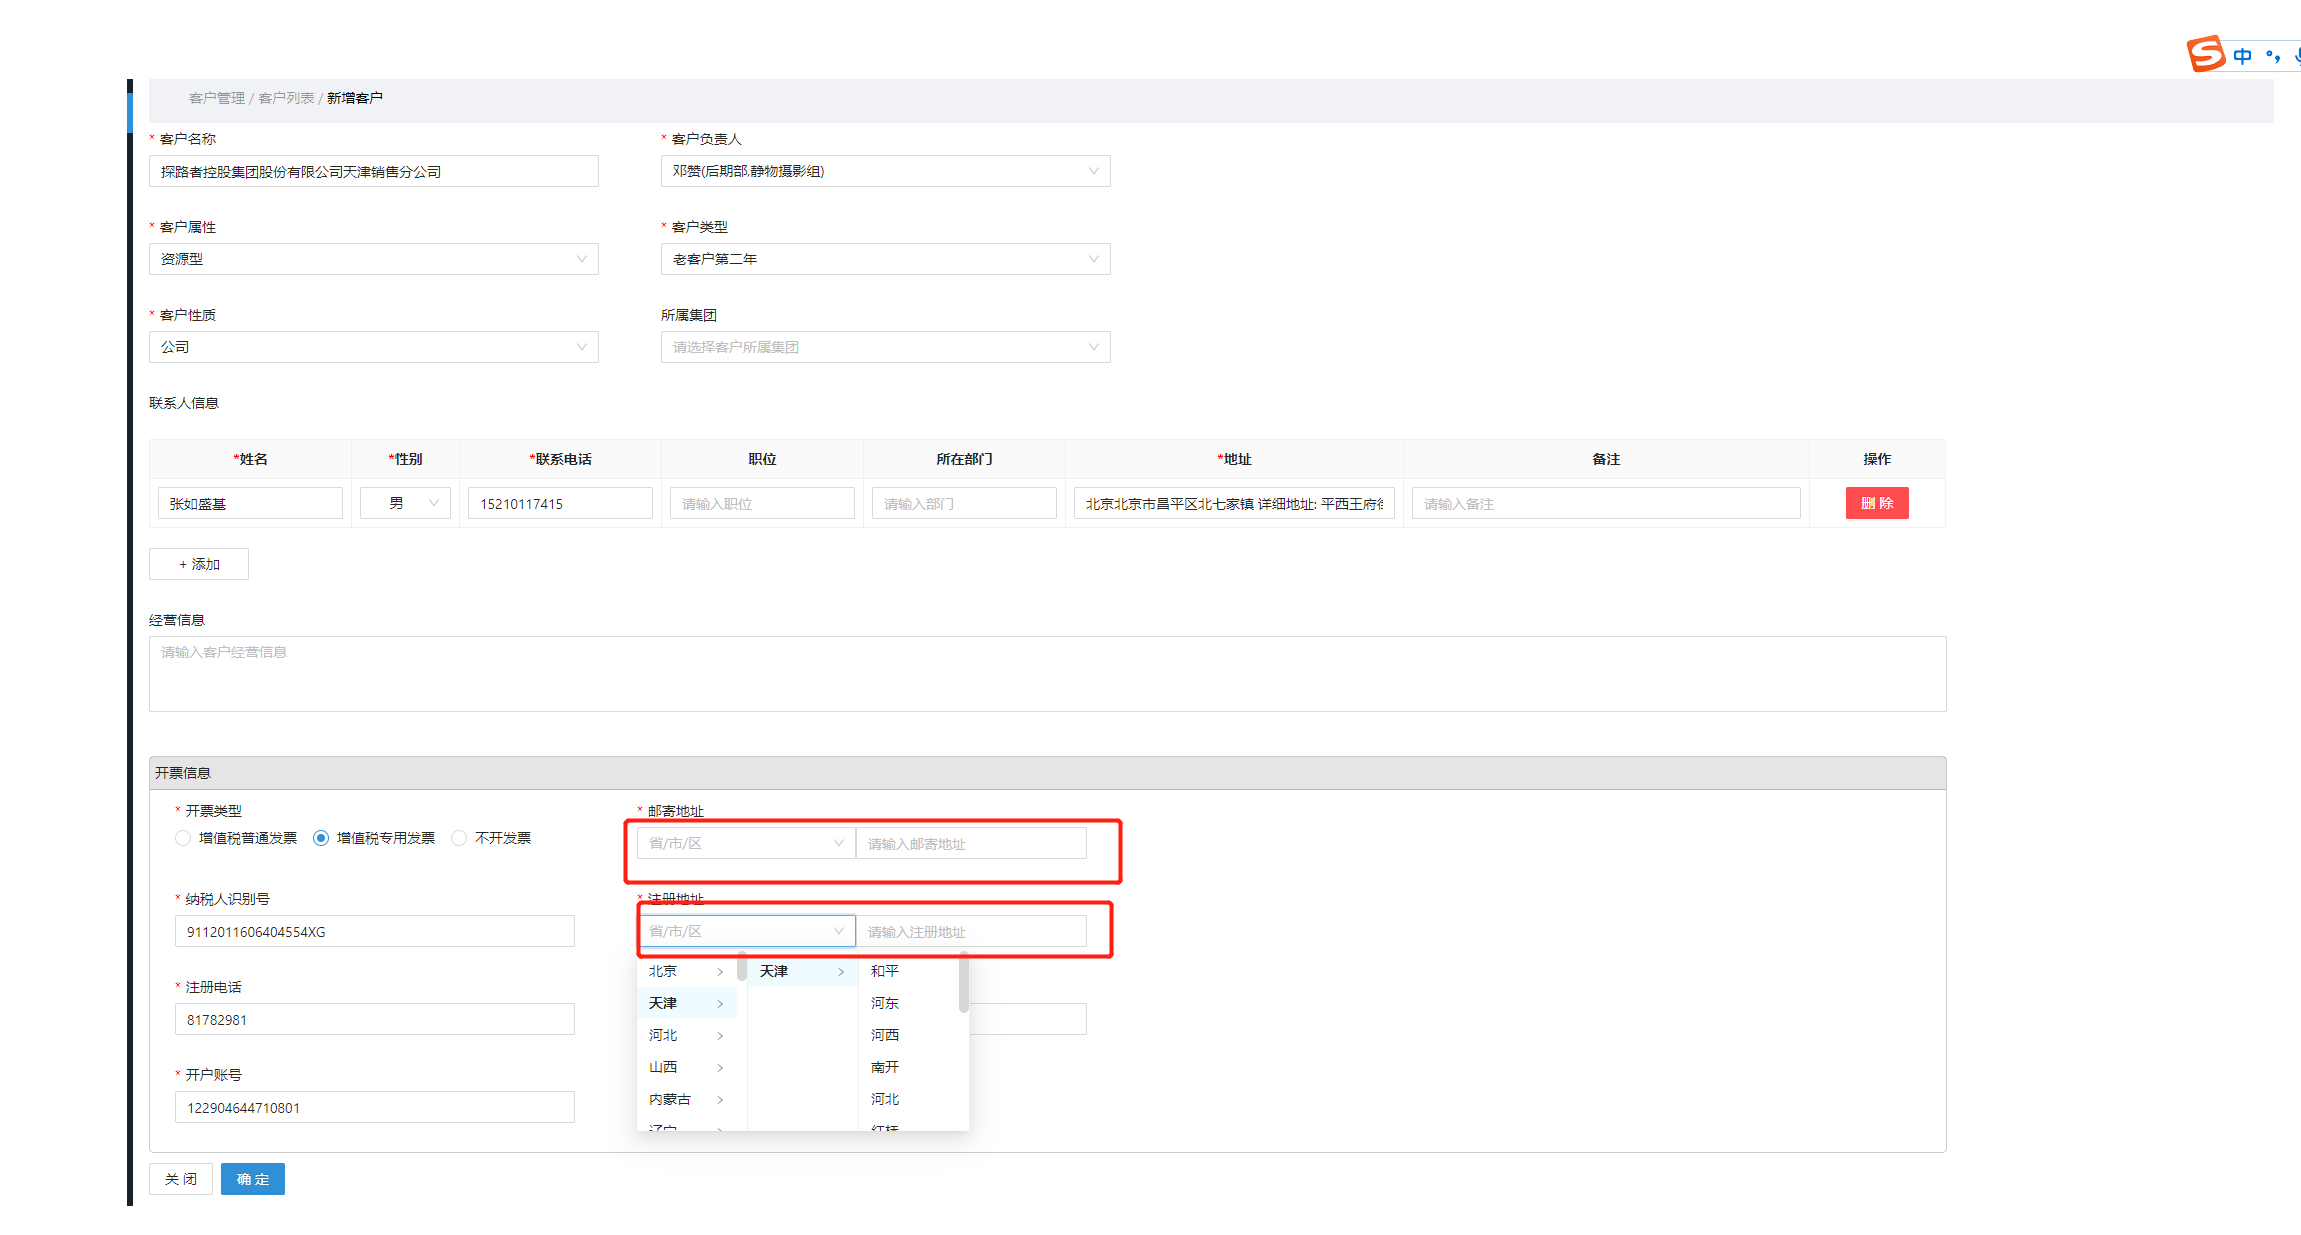 中
客户管理 / 客户列表 / 新增客户
* 客户名称
* 客户负责人
探路者控股集团股份有限公司天津销售分公司
邓赞(后期部,静物摄影组)
* 客户属性
* 客户类型
资源型
老客户第二年
* 客户性质
所属集团
公司
请选择客户所属集团
联系人信息
*姓名 *性别 *联系电话 职位 所在部门 *地址 备注 操作
张如盛基 男 15210117415 请输入职位 请输入部门 北京北京市昌平区北七家镇 详细地址: 平西王府 请输入备注 删 除
+ 添加
经营信息
请输入客户经营信息
开票信息
* 开票类型
* 邮寄地址
增值税普通发票 增值税专用发票 不开发票
省/市/区 请输入邮寄地址
* 纳税人识别号
* 注册地址
9112011606404554XG
省/市/区 请输入注册地址
北京 天津 和平
* 注册电话
天津 河东
81782981
河北 河西
山西 南开
* 开户账号
内蒙古 河北
122904644710801
辽宁 红桥
关 闭 确 定